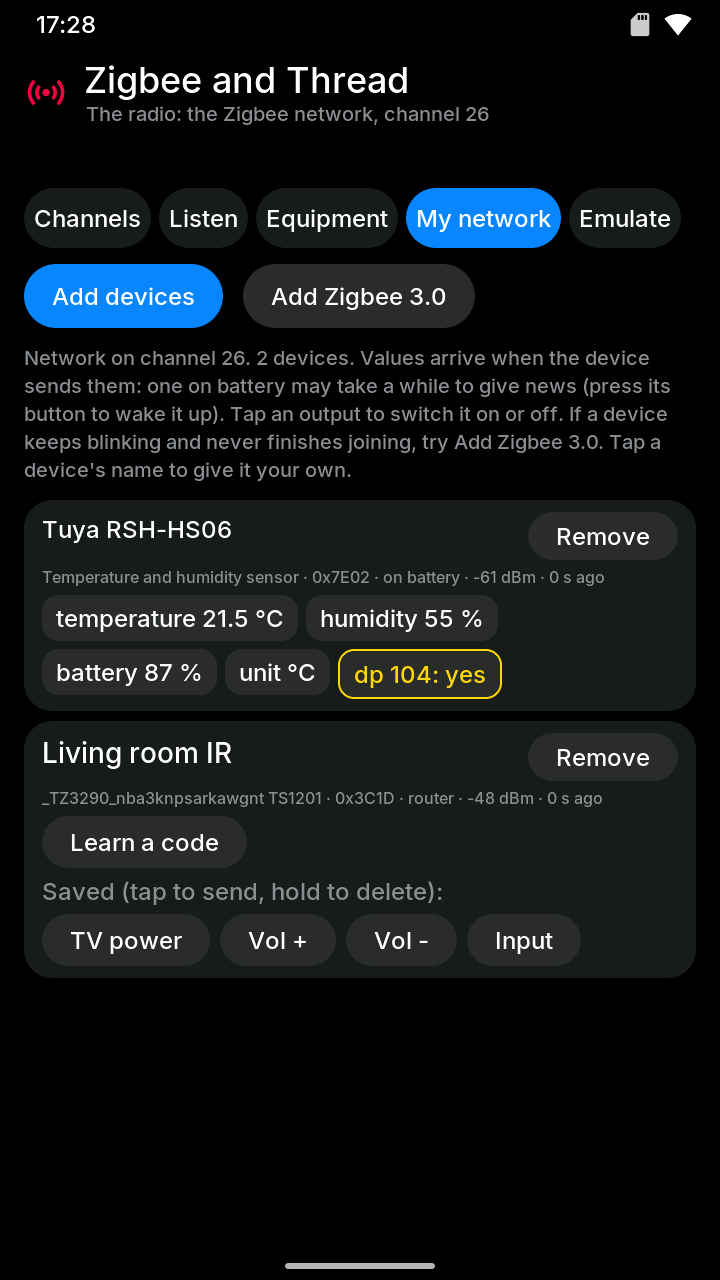 17:28
Zigbee and Thread
The radio: the Zigbee network, channel 26
Channels Listen Equipment My network Emulate
Add devices Add Zigbee 3.0
Network on channel 26. 2 devices. Values arrive when the device
sends them: one on battery may take a while to give news (press its
button to wake it up). Tap an output to switch it on or off. If a device
keeps blinking and never finishes joining, try Add Zigbee 3.0. Tap a
device's name to give it your own.
Tuya RSH-HS06 Remove
Temperature and humidity sensor · 0x7E02 · on battery · -61 dBm · 0 s ago
temperature 21.5 °C humidity 55 %
battery 87 % unit °C dp 104: yes
Living room IR Remove
_TZ3290_nba3knpsarkawgnt TS1201 · 0x3C1D · router · -48 dBm · 0 s ago
Learn a code
Saved (tap to send, hold to delete):
TV power Vol + Vol - Input